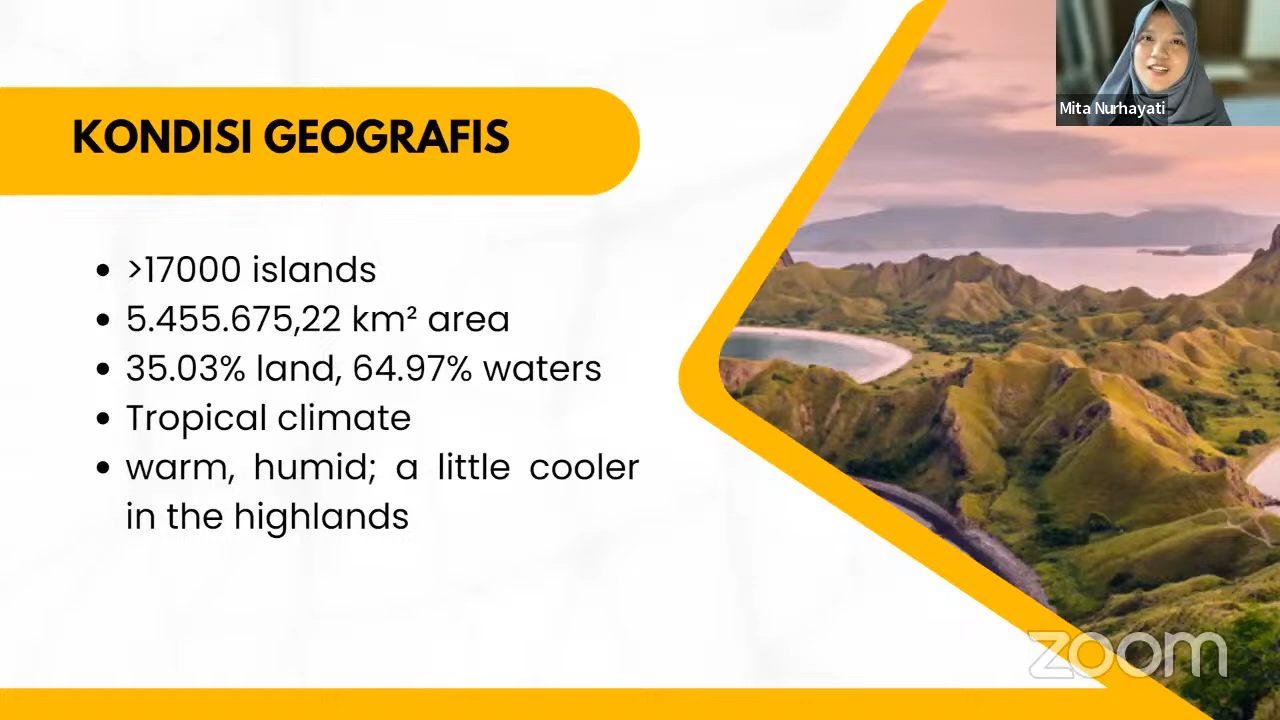 KONDISI GEOGRAFIS
>17000 islands
5.455.675,22 km² area
35.03% land, 64.97% waters
Tropical climate
warm, humid; a little cooler
in the highlands
Mita Nurhayati
zoom